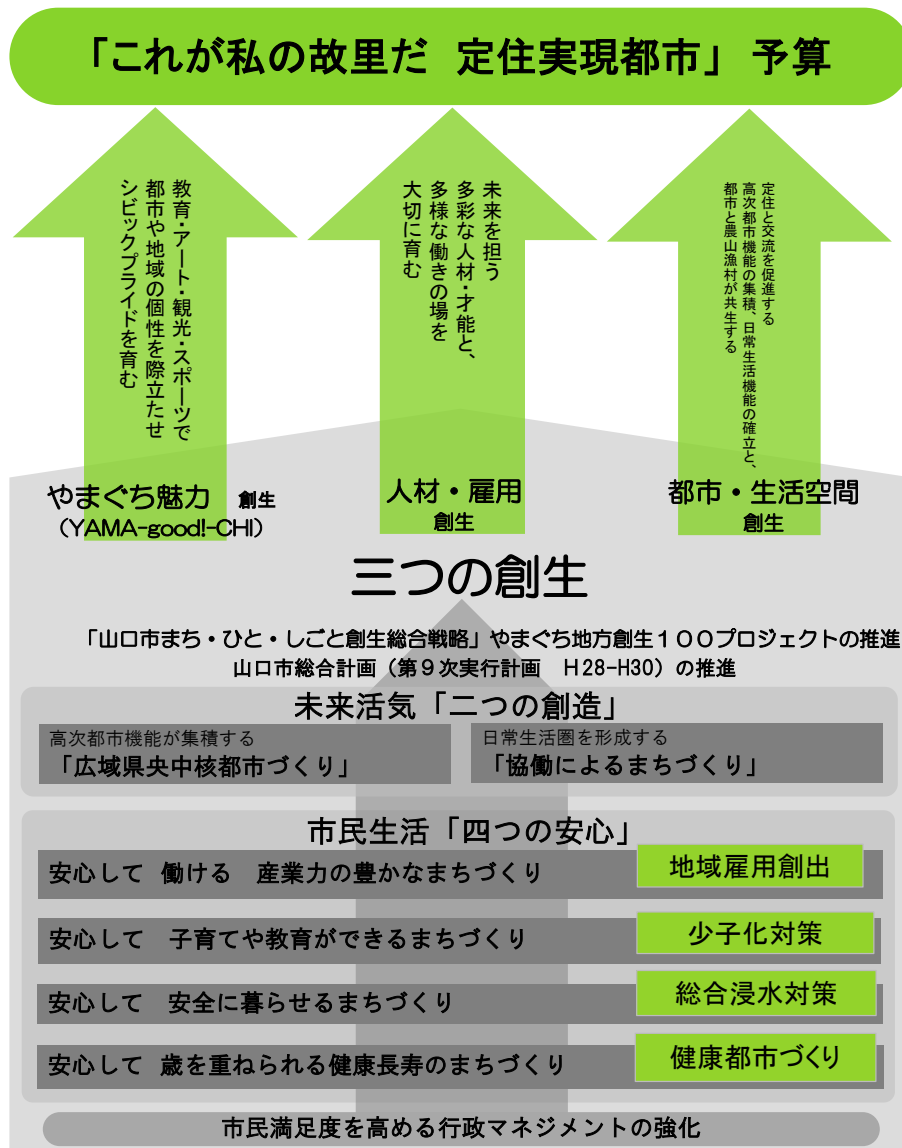 「これが私の故里だ 定住実現都市」 予算
教育・アート・観光・スポーツで
都市や地域の個性を際立たせ
シビックプライドを育む
未来を担う
多彩な人材・才能と、
多様な働きの場を
大切に育む
定住と交流を促進する
高次都市機能の集積、日常生活機能の確立と、
都市と農山漁村が共生する
やまぐち魅力 創生
（YAMA-good!-CHI）
人材・雇用
創生
都市・生活空間
創生
三つの創生
「山口市まち・ひと・しごと創生総合戦略」やまぐち地方創生１００プロジェクトの推進
山口市総合計画（第９次実行計画 H28-H30）の推進
未来活気「二つの創造」
高次都市機能が集積する
「広域県央中核都市づくり」
日常生活圏を形成する
「協働によるまちづくり」
市民生活「四つの安心」
安心して 働ける 産業力の豊かなまちづくり
地域雇用創出
安心して 子育てや教育ができるまちづくり
少子化対策
安心して 安全に暮らせるまちづくり
総合浸水対策
安心して 歳を重ねられる健康長寿のまちづくり
健康都市づくり
市民満足度を高める行政マネジメントの強化